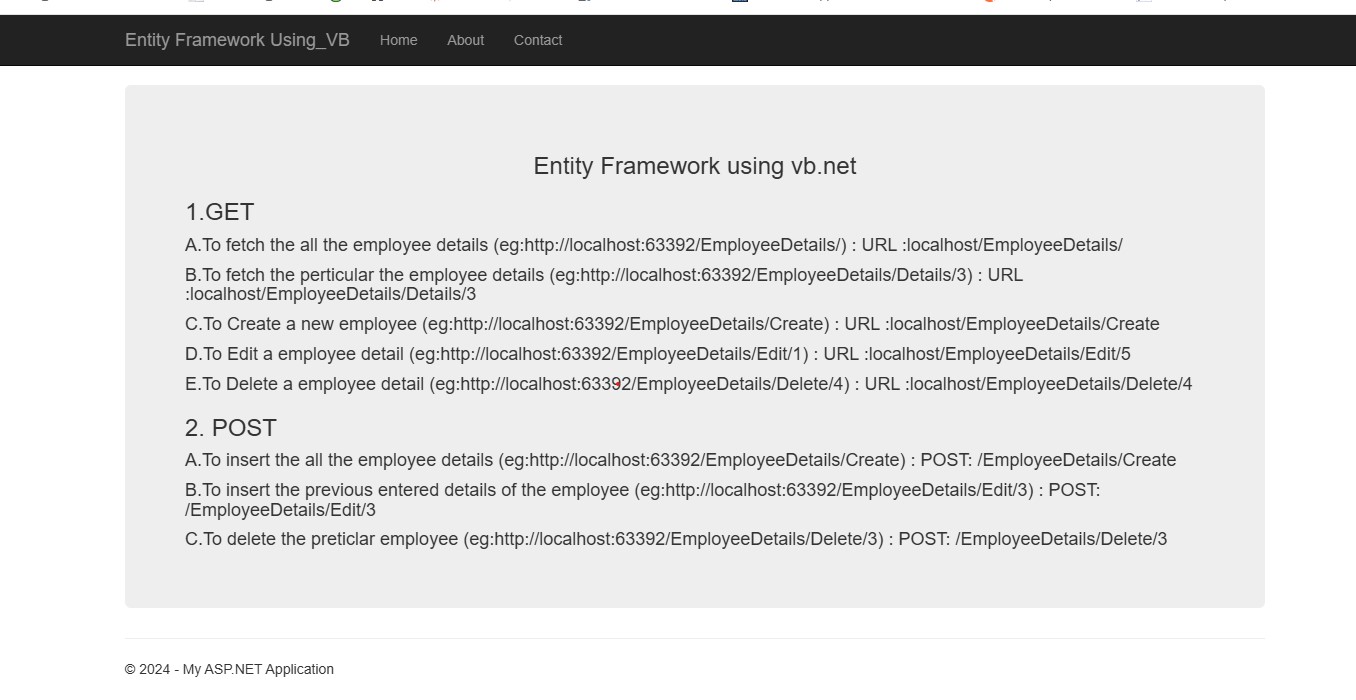 Entity Framework Using_VB Home About Contact
Entity Framework using vb.net
1.GET
A.To fetch the all the employee details (eg:http://localhost:63392/EmployeeDetails/) : URL :localhost/EmployeeDetails/
B.To fetch the perticular the employee details (eg:http://localhost:63392/EmployeeDetails/Details/3) : URL
:localhost/EmployeeDetails/Details/3
C.To Create a new employee (eg:http://localhost:63392/EmployeeDetails/Create) : URL :localhost/EmployeeDetails/Create
D.To Edit a employee detail (eg:http://localhost:63392/EmployeeDetails/Edit/1) : URL :localhost/EmployeeDetails/Edit/5
E.To Delete a employee detail (eg:http://localhost:63392/EmployeeDetails/Delete/4) : URL :localhost/EmployeeDetails/Delete/4
2. POST
A.To insert the all the employee details (eg:http://localhost:63392/EmployeeDetails/Create) : POST: /EmployeeDetails/Create
B.To insert the previous entered details of the employee (eg:http://localhost:63392/EmployeeDetails/Edit/3) : POST:
/EmployeeDetails/Edit/3
C.To delete the preticlar employee (eg:http://localhost:63392/EmployeeDetails/Delete/3) : POST: /EmployeeDetails/Delete/3
© 2024 - My ASP.NET Application